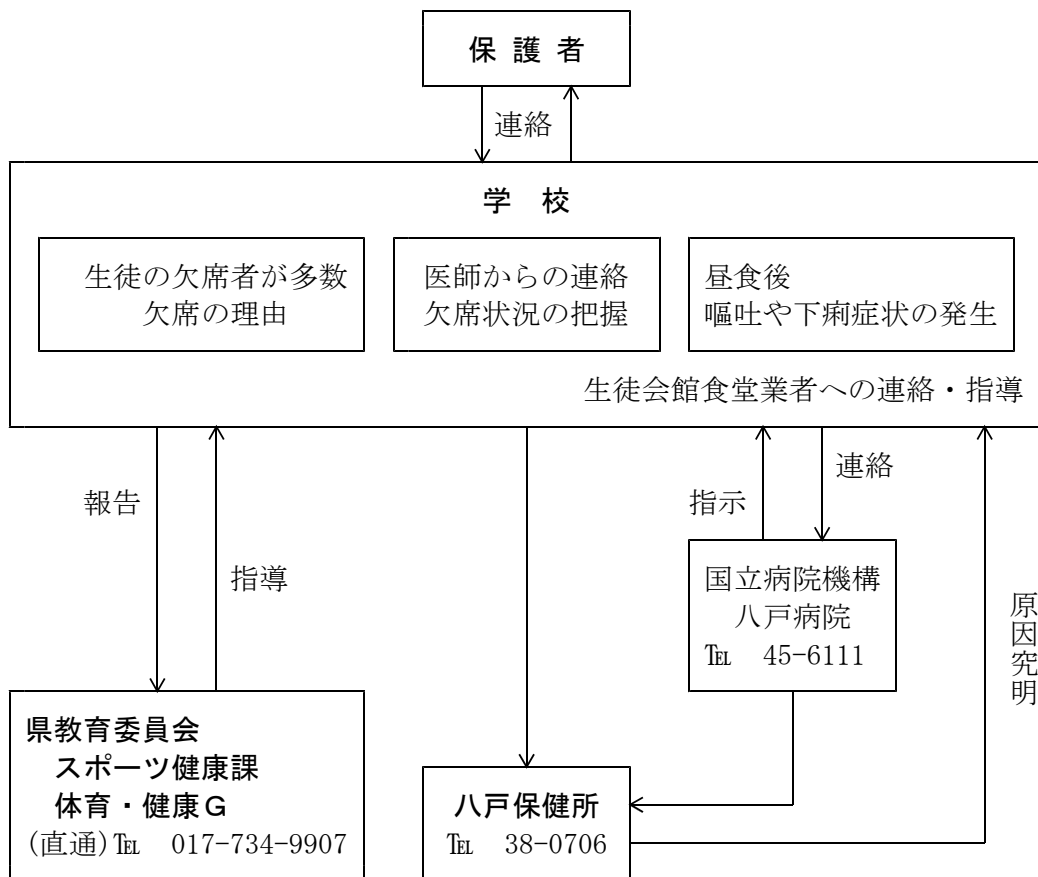 保護者
連絡
学校
生徒の欠席者が多数
欠席の理由
医師からの連絡
欠席状況の把握
昼食後
嘔吐や下痢症状の発生
生徒会館食堂業者への連絡・指導
報告
指導
指示
連絡
国立病院機構
八戸病院
℡ 45-6111
原因究明
県教育委員会
スポーツ健康課
体育・健康G
(直通)℡ 017-734-9907
八戸保健所
℡ 38-0706